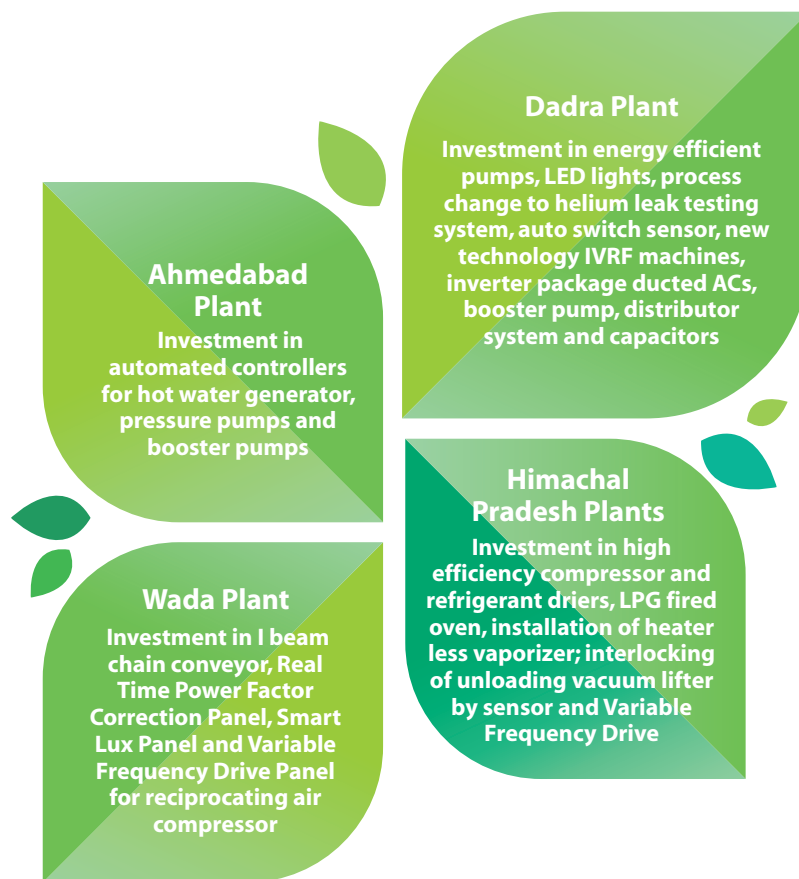 Dadra Plant
Investment in energy efficient
pumps, LED lights, process
change to helium leak testing
system, auto switch sensor, new
technology IVRF machines,
inverter package ducted ACs,
booster pump, distributor
system and capacitors
Ahmedabad
Plant
Investment in
automated controllers
for hot water generator,
pressure pumps and
booster pumps
Himachal
Pradesh Plants
Investment in high
efficiency compressor and
refrigerant driers, LPG fired
oven, installation of heater
less vaporizer; interlocking
of unloading vacuum lifter
by sensor and Variable
Frequency Drive
Wada Plant
Investment in I beam
chain conveyor, Real
Time Power Factor
Correction Panel, Smart
Lux Panel and Variable
Frequency Drive Panel
for reciprocating air
compressor